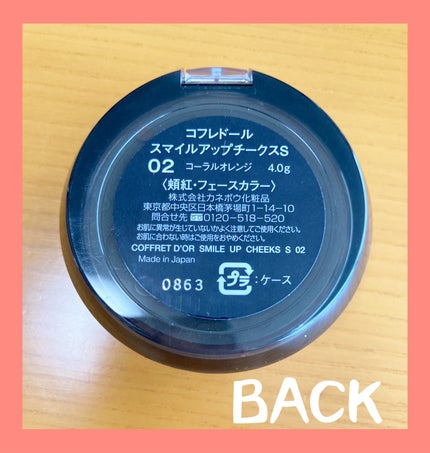 コフレドール
スマイルアップチークスS
02 コーラルオレンジ 4.0g
〈頬紅・フェースカラー〉
株式会社カネボウ化粧品
東京都中央区日本橋茅場町1-14-10
問合せ先 0120-518-520
お肌に異常が生じていないかよく注意してご使用ください。
お肌に合わない時はご使用をおやめください。
COFFRET D'OR SMILE UP CHEEKS S 02
Made in Japan
0863 プラ:ケース
BACK